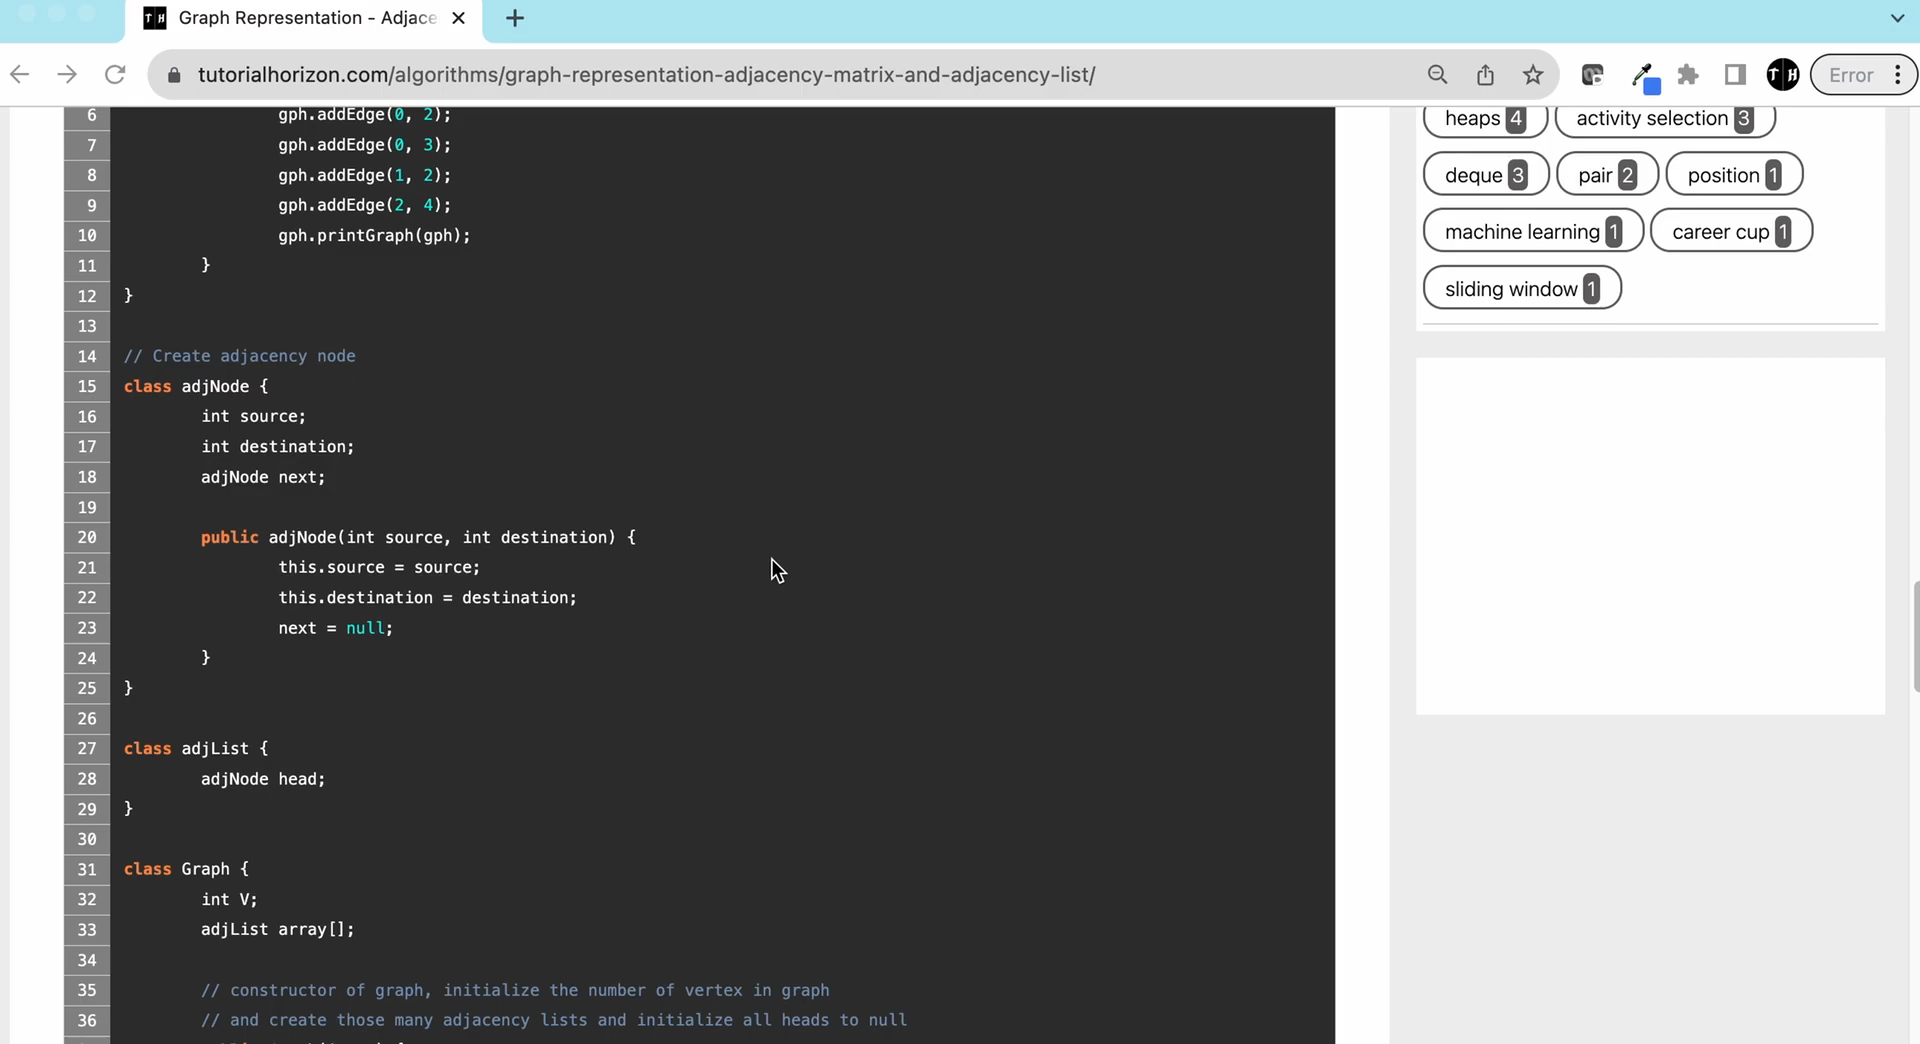 Graph Representation - Adjace
tutorialhorizon.com/algorithms/graph-representation-adjacency-matrix-and-adjacency-list/
T H
Error
6 gph.addEdge(0, 2);
7 gph.addEdge(0, 3);
8 gph.addEdge(1, 2);
9 gph.addEdge(2, 4);
10 gph.printGraph(gph);
11 }
12 }
13
14 // Create adjacency node
15 class adjNode {
16 int source;
17 int destination;
18 adjNode next;
19
20 public adjNode(int source, int destination) {
21 this.source = source;
22 this.destination = destination;
23 next = null;
24 }
25 }
26
27 class adjList {
28 adjNode head;
29 }
30
31 class Graph {
32 int V;
33 adjList array[];
34
35 // constructor of graph, initialize the number of vertex in graph
36 // and create those many adjacency lists and initialize all heads to null
heaps 4 activity selection 3
deque 3 pair 2 position 1
machine learning 1 career cup 1
sliding window 1